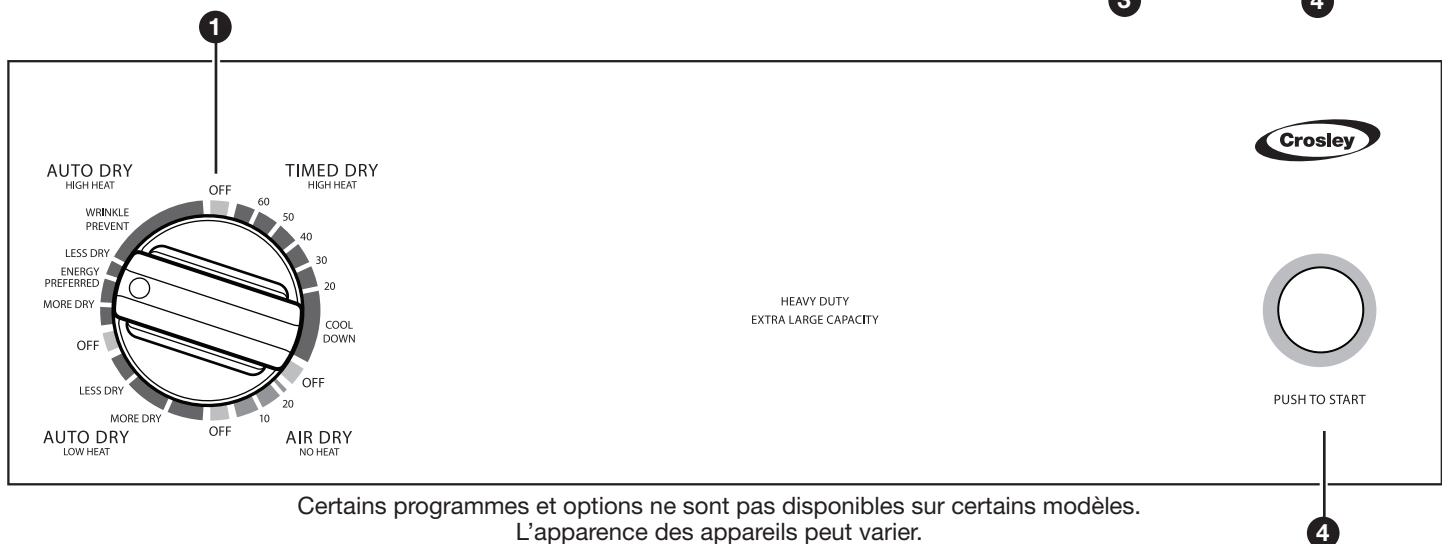 3 4
1
Crosley
AUTO DRY
HIGH HEAT
TIMED DRY
HIGH HEAT
OFF
WRINKLE
PREVENT
LESS DRY
ENERGY
PREFERRED
MORE DRY
OFF
LESS DRY
MORE DRY
AUTO DRY
LOW HEAT
60
50
40
30
20
COOL
DOWN
OFF
20
10
OFF
AIR DRY
NO HEAT
HEAVY DUTY
EXTRA LARGE CAPACITY
PUSH TO START
Certains programmes et options ne sont pas disponibles sur certains modèles.
L’apparence des appareils peut varier.
4